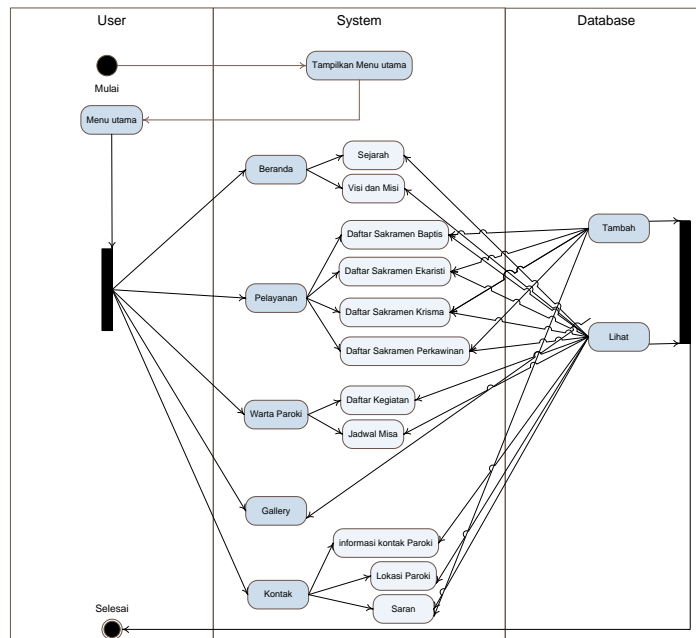 User
System
Database
Tampilkan Menu utama
Mulai
Menu utama
Sejarah
Beranda
Visi dan Misi
Daftar Sakramen Baptis
Tambah
Daftar Sakramen Ekaristi
Pelayanan
Daftar Sakramen Krisma
Lihat
Daftar Sakramen Perkawinan
Daftar Kegiatan
Warta Paroki
Jadwal Misa
Gallery
informasi kontak Paroki
Lokasi Paroki
Kontak
Saran
Selesai